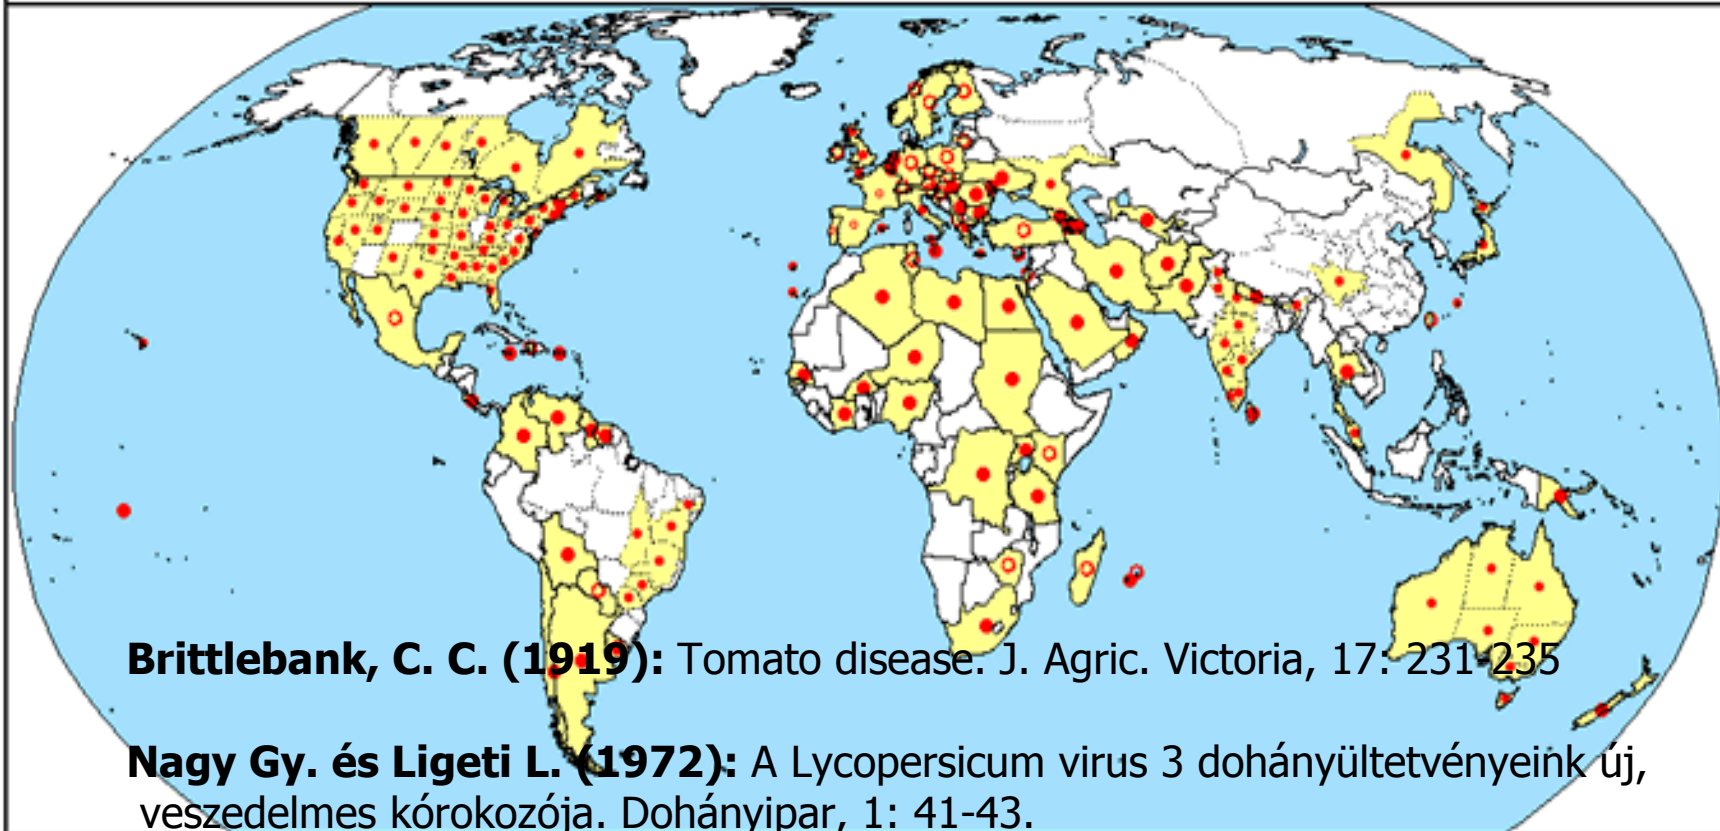 Brittlebank, C. C. (1919): Tomato disease. J. Agric. Victoria, 17: 231-235
Nagy Gy. és Ligeti L. (1972): A Lycopersicum virus 3 dohányültetvényeink új,
veszedelmes kórokozója. Dohányipar, 1: 41-43.